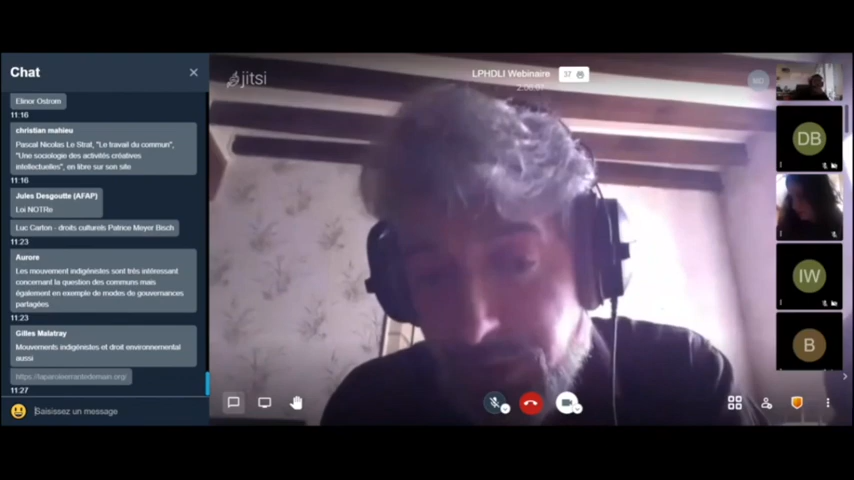 Chat
Elinor Ostrom
11:16
christian mahieu
Pascal Nicolas Le Strat, "Le travail du commun",
"Une sociologie des activités créatives
intellectuelles", en libre sur son site
11:16
Jules Desgoutte (AFAP)
Loi NOTRe
Luc Carton - droits culturels Patrice Meyer Bisch
11:23
Aurore
Les mouvement indigénistes sont très intéressant
concernant la question des communs mais
également en exemple de modes de gouvernances
partagées
11:23
Gilles Malatray
Mouvements indigénistes et droit environnemental
aussi
11:27
Saisissez un message
jitsi
LPHDLI Webinaire
37
MD
DB
IW
B